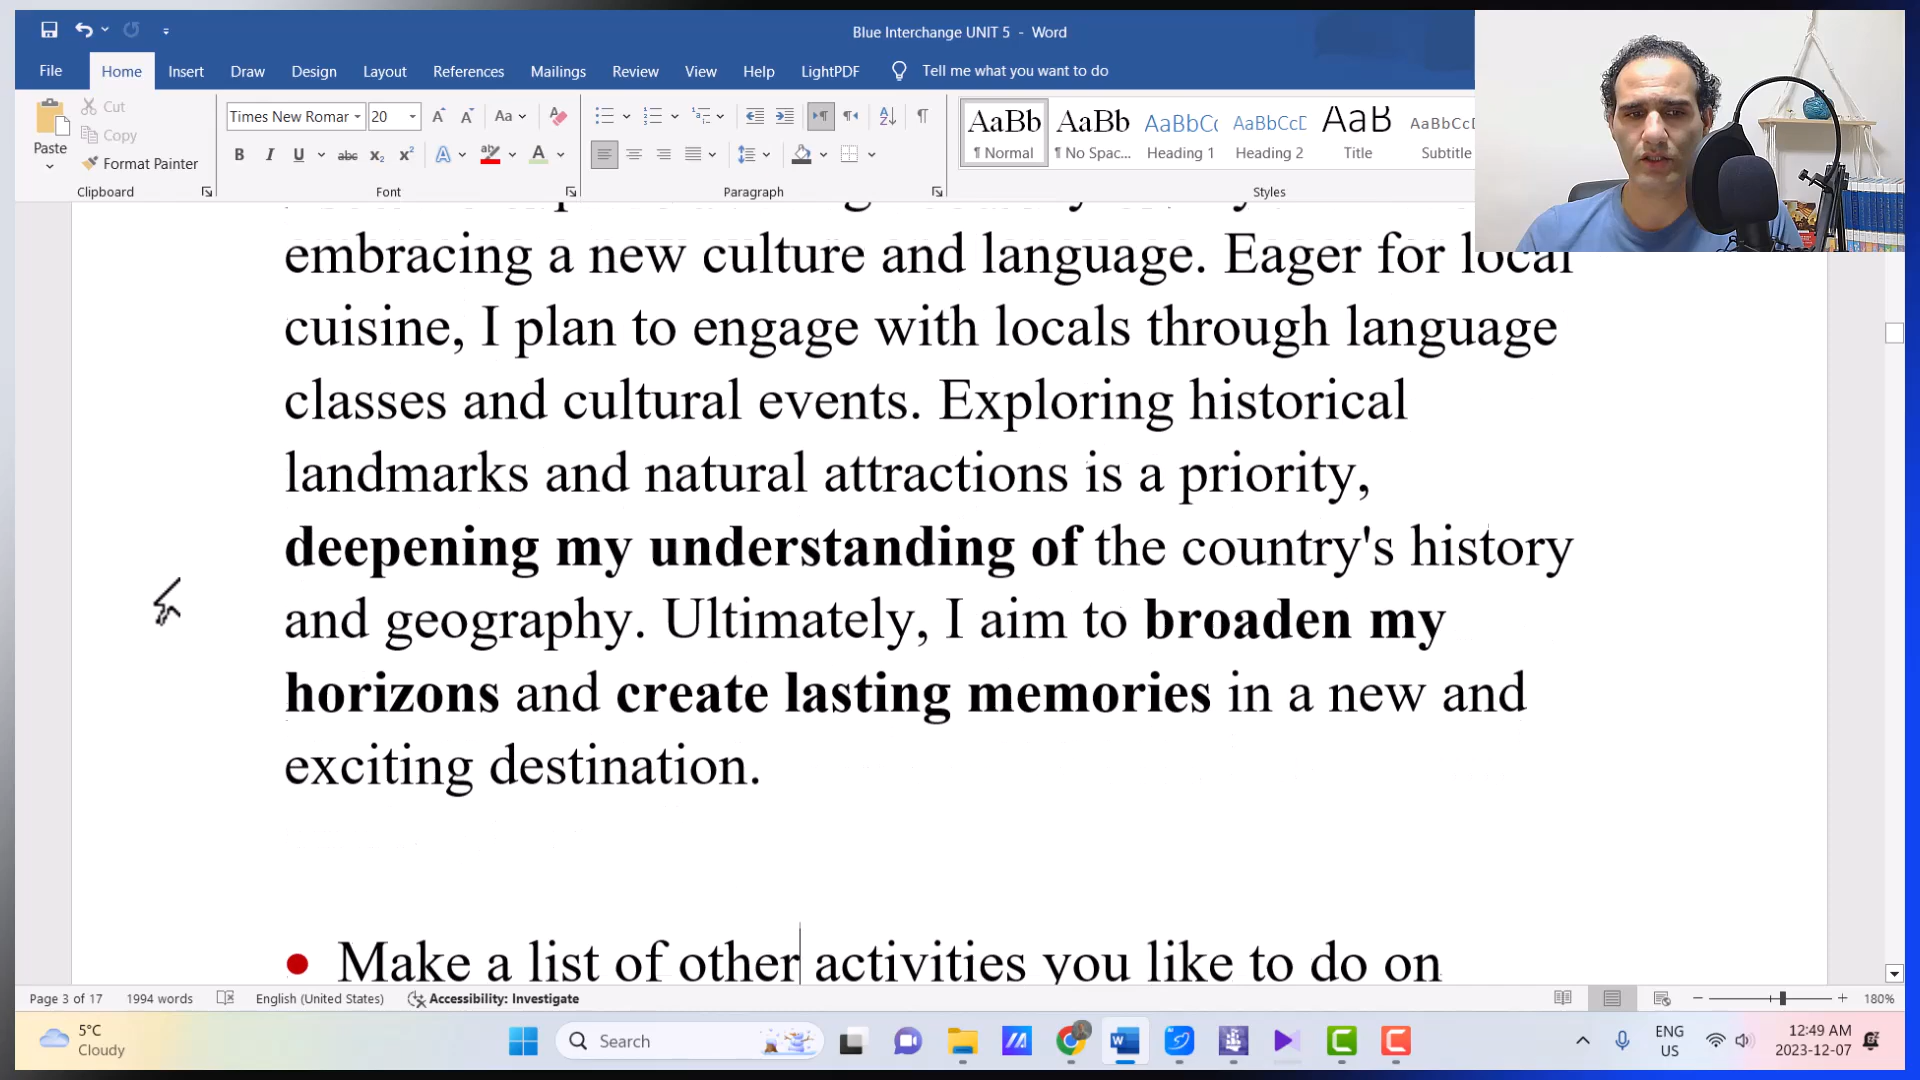 Blue Interchange UNIT 5 - Word
File Home Insert Draw Design Layout References Mailings Review View Help LightPDF Tell me what you want to do
Paste
Cut
Copy
Format Painter
Clipboard
Times New Romar 20
Font
Paragraph
AaBb AaBb AaBbC AaBbCcD AaB AaBbCcD
¶ Normal ¶ No Spac... Heading 1 Heading 2 Title Subtitle
Styles
embracing a new culture and language. Eager for local
cuisine, I plan to engage with locals through language
classes and cultural events. Exploring historical
landmarks and natural attractions is a priority,
deepening my understanding of the country's history
and geography. Ultimately, I aim to broaden my
horizons and create lasting memories in a new and
exciting destination.
● Make a list of other activities you like to do on
Page 3 of 17 1994 words English (United States) Accessibility: Investigate 180%
5°C
Cloudy
Search
ENG
US
12:49 AM
2023-12-07